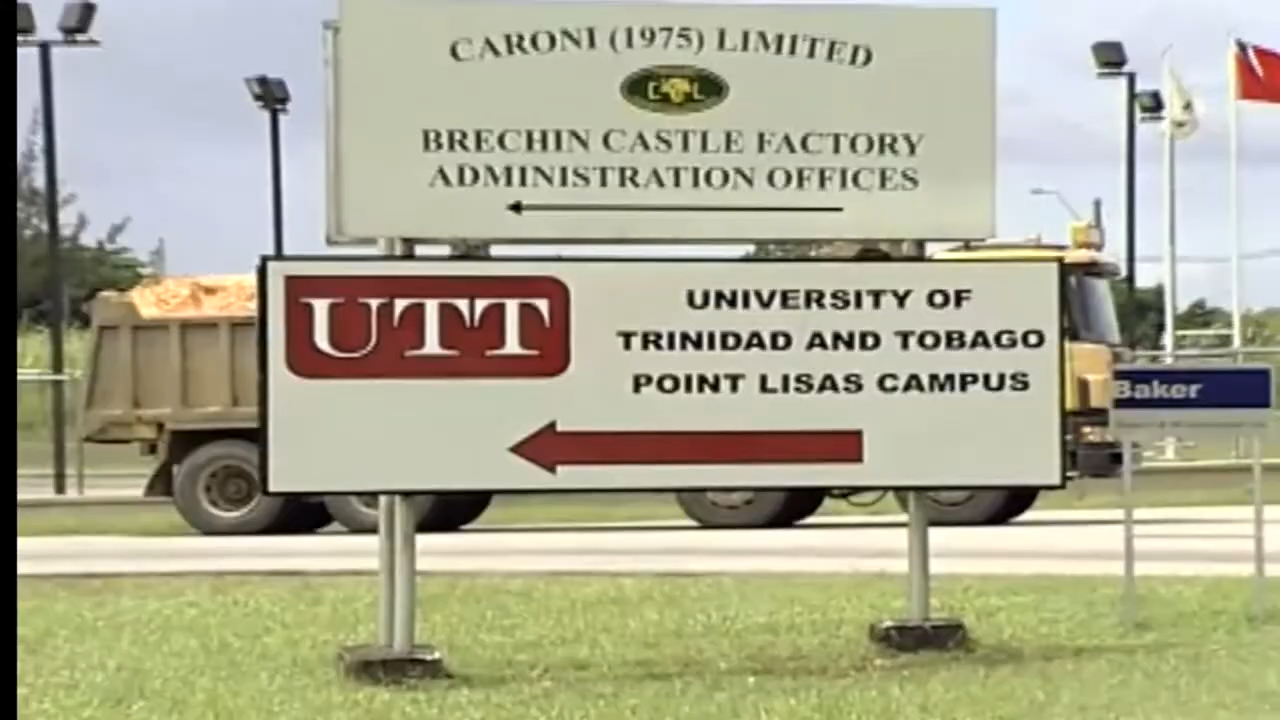 CARONI (1975) LIMITED
C L
BRECHIN CASTLE FACTORY
ADMINISTRATION OFFICES
UTT
UNIVERSITY OF
TRINIDAD AND TOBAGO
POINT LISAS CAMPUS
Baker